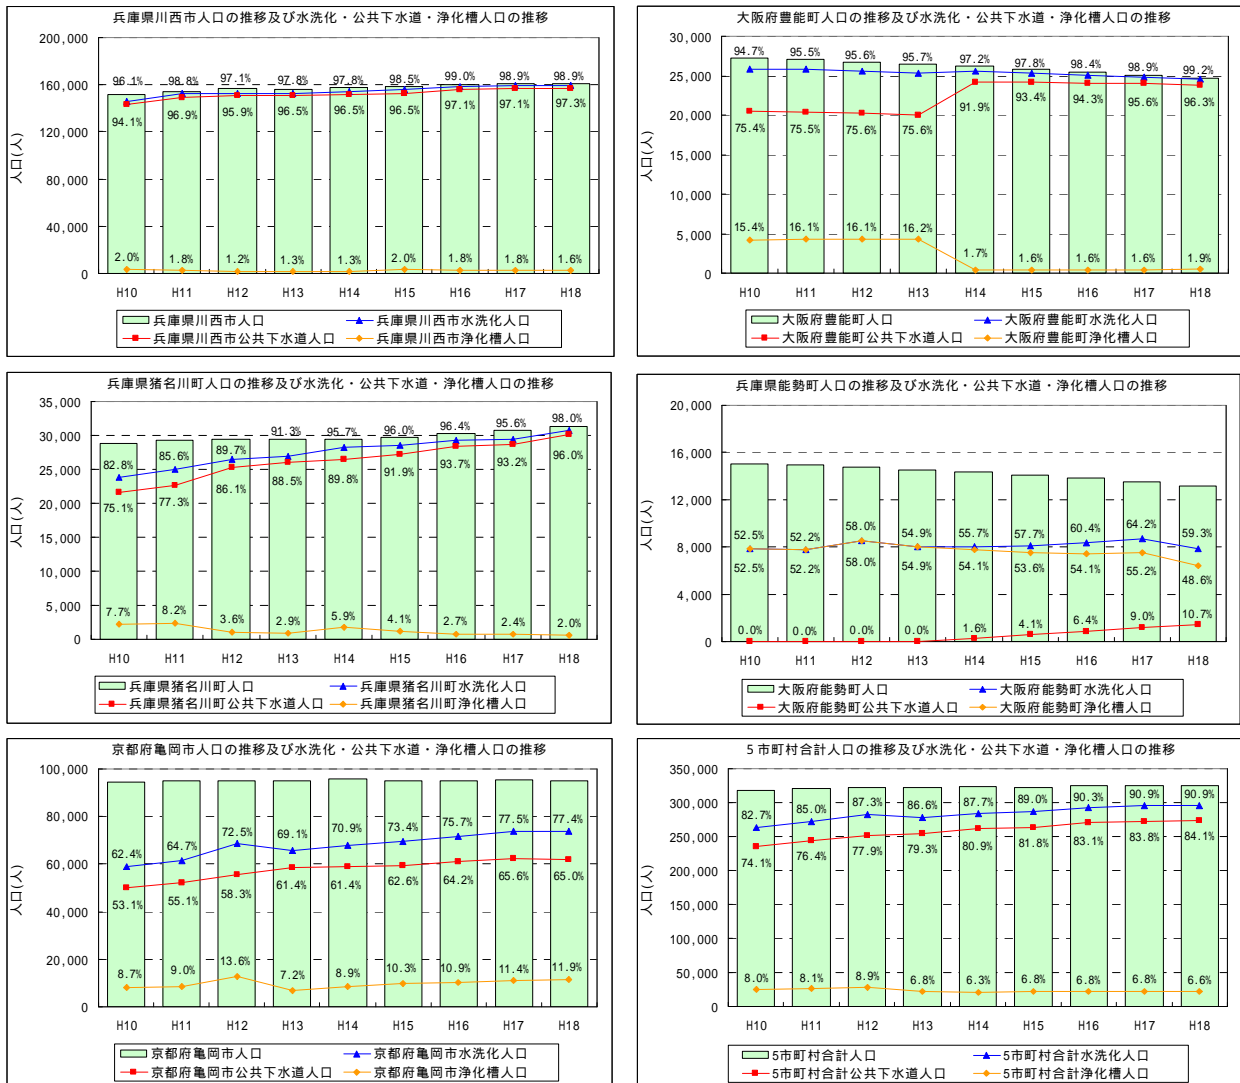 兵庫県川西市人口の推移及び水洗化・公共下水道・浄化槽人口の推移
人口(人)
200,000
160,000
120,000
80,000
40,000
0
96.1% 98.8% 97.1% 97.8% 97.8% 98.5% 99.0% 98.9% 98.9%
94.1% 96.9% 95.9% 96.5% 96.5% 96.5% 97.1% 97.1% 97.3%
2.0% 1.8% 1.2% 1.3% 1.3% 2.0% 1.8% 1.8% 1.6%
H10 H11 H12 H13 H14 H15 H16 H17 H18
兵庫県川西市人口 兵庫県川西市水洗化人口
兵庫県川西市公共下水道人口 兵庫県川西市浄化槽人口
大阪府豊能町人口の推移及び水洗化・公共下水道・浄化槽人口の推移
人口(人)
30,000
25,000
20,000
15,000
10,000
5,000
0
94.7% 95.5% 95.6% 95.7% 97.2% 97.8% 98.4% 98.9% 99.2%
75.4% 75.5% 75.6% 75.6% 91.9% 93.4% 94.3% 95.6% 96.3%
15.4% 16.1% 16.1% 16.2% 1.7% 1.6% 1.6% 1.6% 1.9%
H10 H11 H12 H13 H14 H15 H16 H17 H18
大阪府豊能町人口 大阪府豊能町水洗化人口
大阪府豊能町公共下水道人口 大阪府豊能町浄化槽人口
兵庫県猪名川町人口の推移及び水洗化・公共下水道・浄化槽人口の推移
人口(人)
35,000
30,000
25,000
20,000
15,000
10,000
5,000
0
82.8% 85.6% 89.7% 91.3% 95.7% 96.0% 96.4% 95.6% 98.0%
75.1% 77.3% 86.1% 88.5% 89.8% 91.9% 93.7% 93.2% 96.0%
7.7% 8.2% 3.6% 2.9% 5.9% 4.1% 2.7% 2.4% 2.0%
H10 H11 H12 H13 H14 H15 H16 H17 H18
兵庫県猪名川町人口 兵庫県猪名川町水洗化人口
兵庫県猪名川町公共下水道人口 兵庫県猪名川町浄化槽人口
兵庫県能勢町人口の推移及び水洗化・公共下水道・浄化槽人口の推移
人口(人)
20,000
16,000
12,000
8,000
4,000
0
52.5% 52.2% 58.0% 54.9% 55.7% 57.7% 60.4% 64.2% 59.3%
52.5% 52.2% 58.0% 54.9% 54.1% 53.6% 54.1% 55.2% 48.6%
0.0% 0.0% 0.0% 0.0% 1.6% 4.1% 6.4% 9.0% 10.7%
H10 H11 H12 H13 H14 H15 H16 H17 H18
大阪府能勢町人口 大阪府能勢町水洗化人口
大阪府能勢町公共下水道人口 大阪府能勢町浄化槽人口
京都府亀岡市人口の推移及び水洗化・公共下水道・浄化槽人口の推移
人口(人)
100,000
80,000
60,000
40,000
20,000
0
62.4% 64.7% 72.5% 69.1% 70.9% 73.4% 75.7% 77.5% 77.4%
53.1% 55.1% 58.3% 61.4% 61.4% 62.6% 64.2% 65.6% 65.0%
8.7% 9.0% 13.6% 7.2% 8.9% 10.3% 10.9% 11.4% 11.9%
H10 H11 H12 H13 H14 H15 H16 H17 H18
京都府亀岡市人口 京都府亀岡市水洗化人口
京都府亀岡市公共下水道人口 京都府亀岡市浄化槽人口
5市町村合計人口の推移及び水洗化・公共下水道・浄化槽人口の推移
人口(人)
350,000
300,000
250,000
200,000
150,000
100,000
50,000
0
82.7% 85.0% 87.3% 86.6% 87.7% 89.0% 90.3% 90.9% 90.9%
74.1% 76.4% 77.9% 79.3% 80.9% 81.8% 83.1% 83.8% 84.1%
8.0% 8.1% 8.9% 6.8% 6.3% 6.8% 6.8% 6.8% 6.6%
H10 H11 H12 H13 H14 H15 H16 H17 H18
5市町村合計人口 5市町村合計水洗化人口
5市町村合計公共下水道人口 5市町村合計浄化槽人口